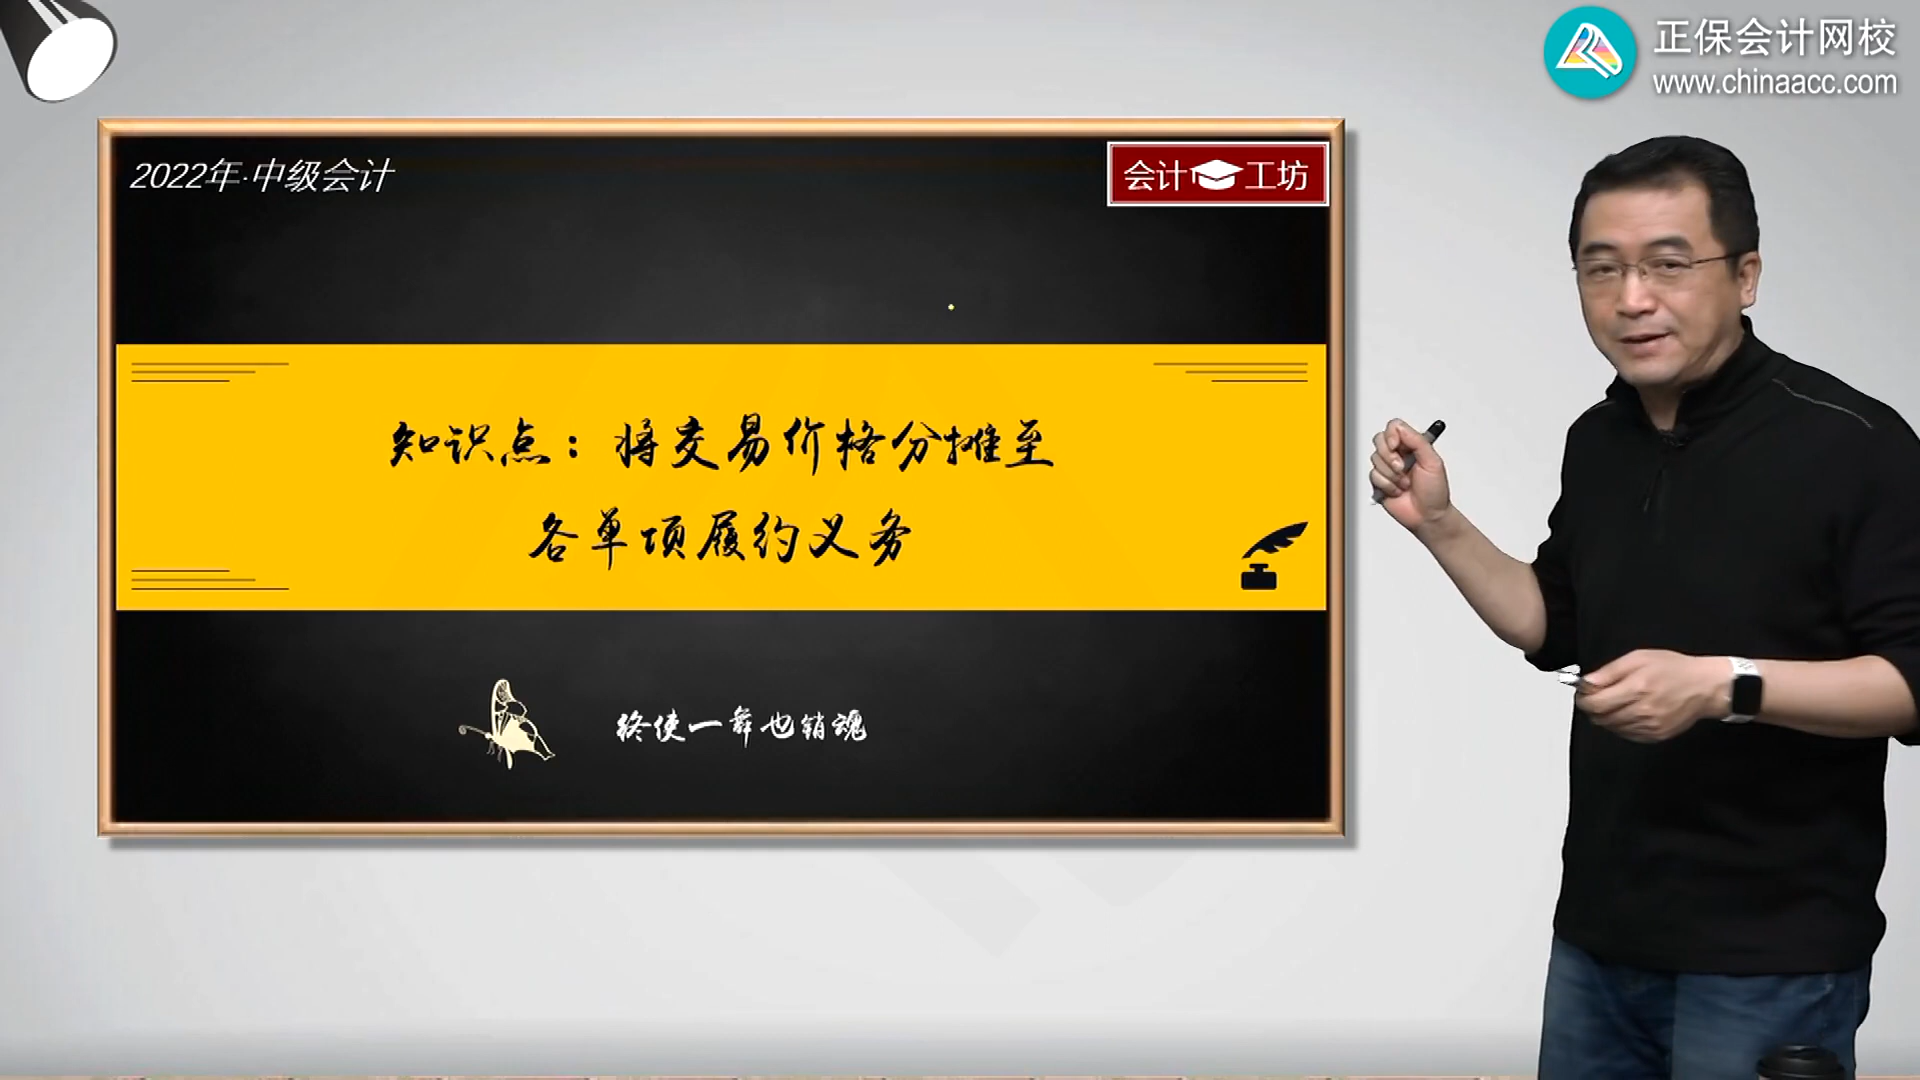 正保会计网校
www.chinaacc.com
2022年·中级会计
会计工坊
知识点：将交易价格分摊至
各单项履约义务
终使一舞也销魂